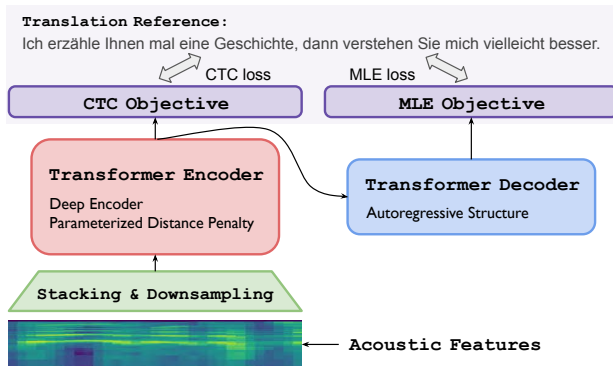 Translation Reference:
Ich erzähle Ihnen mal eine Geschichte, dann verstehen Sie mich vielleicht besser.
CTC loss
MLE loss
CTC Objective
MLE Objective
Transformer Encoder
Deep Encoder
Parameterized Distance Penalty
Transformer Decoder
Autoregressive Structure
Stacking & Downsampling
Acoustic Features